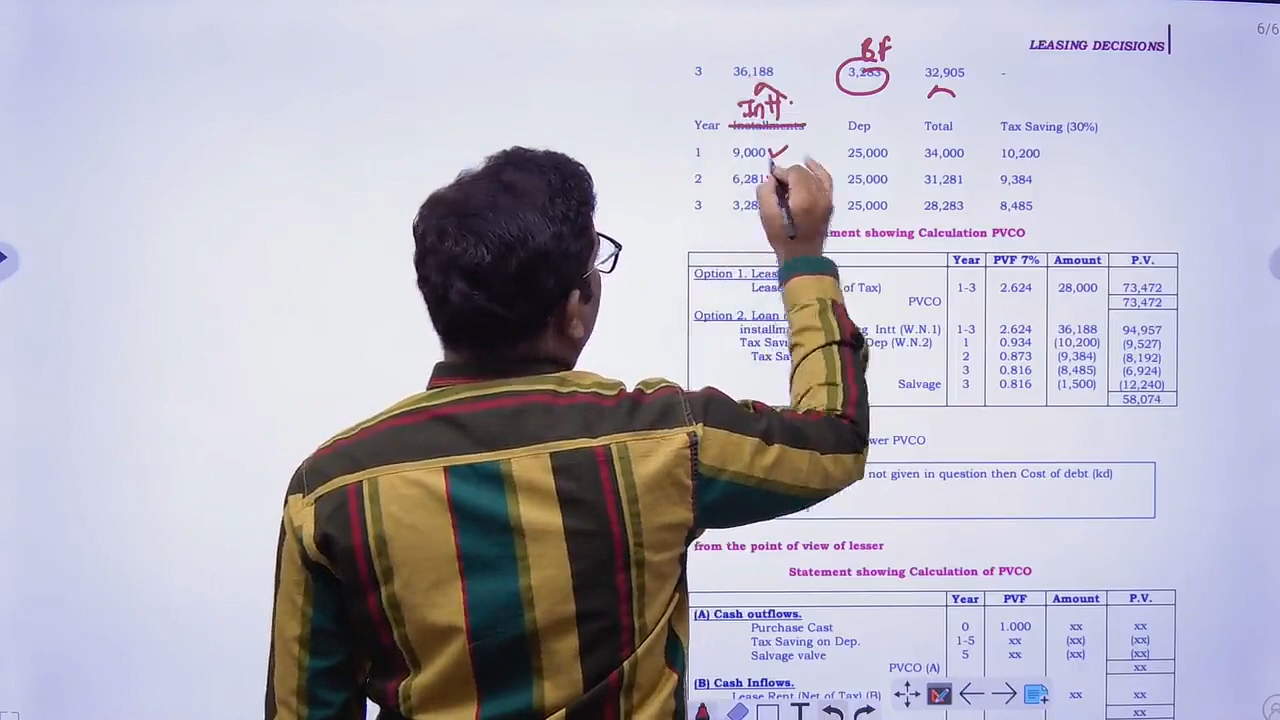 6/6
LEASING DECISIONS
BF
3 36,188 3,283 32,905 -
Intt.
Year Installments Dep Total Tax Saving (30%)
1 9,000 25,000 34,000 10,200
2 6,281 25,000 31,281 9,384
3 25,000 28,283 8,485
showing Calculation PVCO
Year PVF 7% Amount P.V.
Option 1.
of Tax) 1-3 2.624 28,000 73,472
PVCO 73,472
Option 2. Loan
Intt (W.N.1) 1-3 2.624 36,188 94,957
Dep (W.N.2) 1 0.934 (10,200) (9,527)
Tax 2 0.873 (9,384) (8,192)
3 0.816 (8,485) (6,924)
Salvage 3 0.816 (1,500) (12,240)
58,074
PVCO
not given in question then Cost of debt (kd)
from the point of view of lesser
Statement showing Calculation of PVCO
Year PVF Amount P.V.
(A) Cash outflows.
Purchase Cost 0 1.000 xx xx
Tax Saving on Dep. 1-5 xx (xx) (xx)
Salvage valve 5 xx (xx) (xx)
PVCO (A) xx
(B) Cash Inflows.
Lease Rent (Net of Tax) (B) xx xx
xx